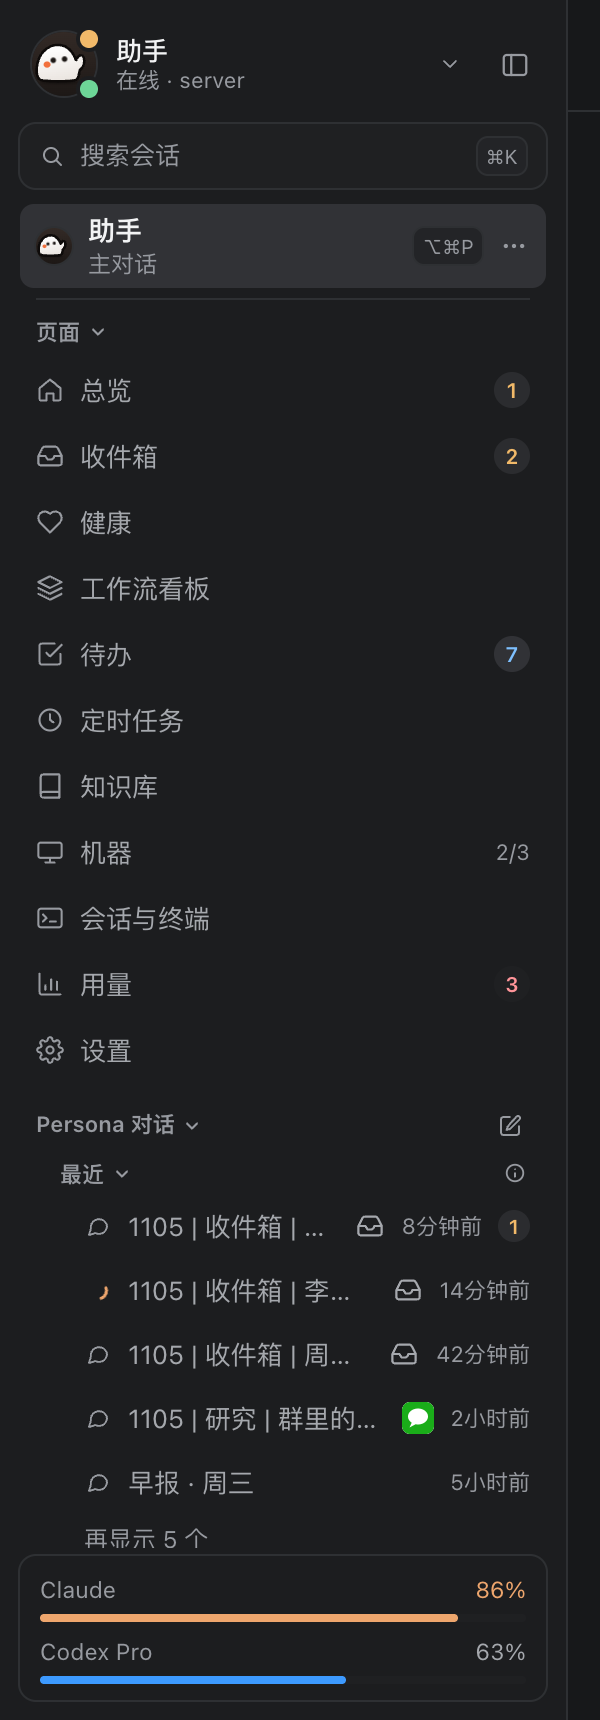 助手
在线 · server
搜索会话 ⌘K
助手
主对话 ⌥⌘P
页面
总览 1
收件箱 2
健康
工作流看板
待办 7
定时任务
知识库
机器 2/3
会话与终端
用量 3
设置
Persona 对话
最近
1105 | 收件箱 | ... 8分钟前 1
1105 | 收件箱 | 李... 14分钟前
1105 | 收件箱 | 周... 42分钟前
1105 | 研究 | 群里的... 2小时前
早报 · 周三 5小时前
再显示 5 个
Claude 86%
Codex Pro 63%